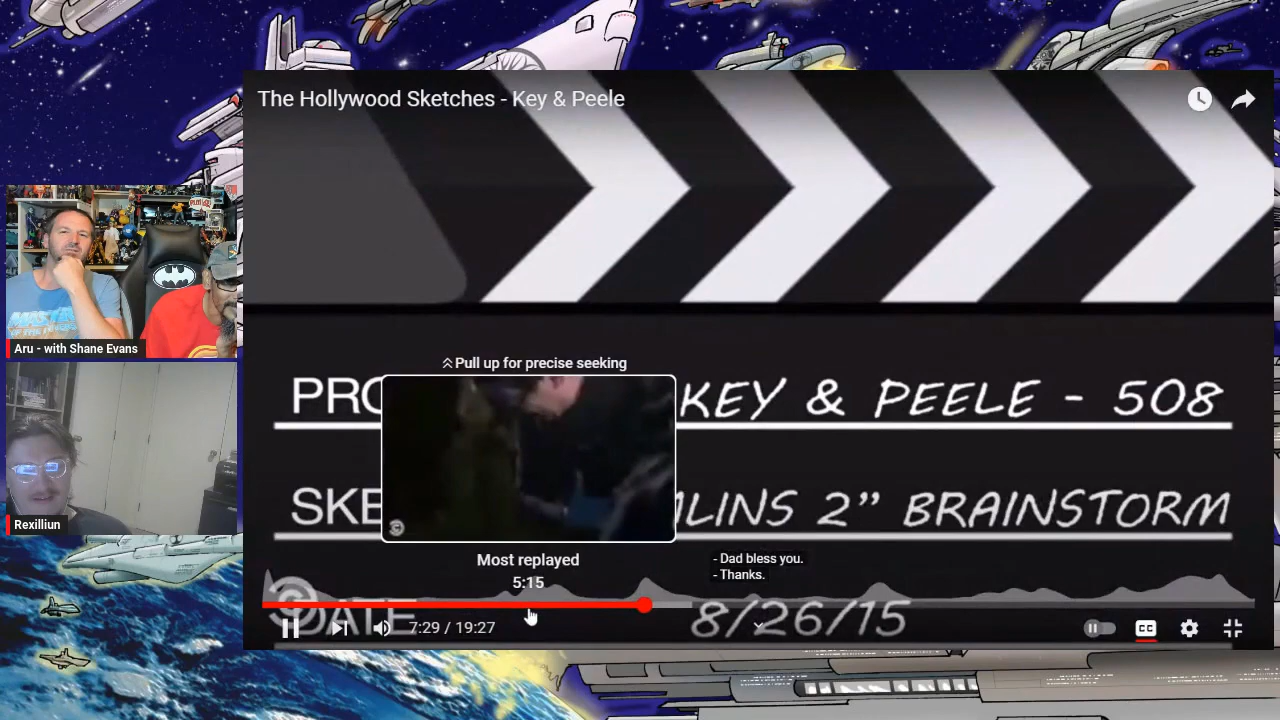 The Hollywood Sketches - Key & Peele
Aru - with Shane Evans
Pull up for precise seeking
PRO KEY & PEELE - 508
SKE LINS 2" BRAINSTORM
Rexilliun
Most replayed
5:15
- Dad bless you.
- Thanks.
DATE 8/26/15
7:29 / 19:27
CC